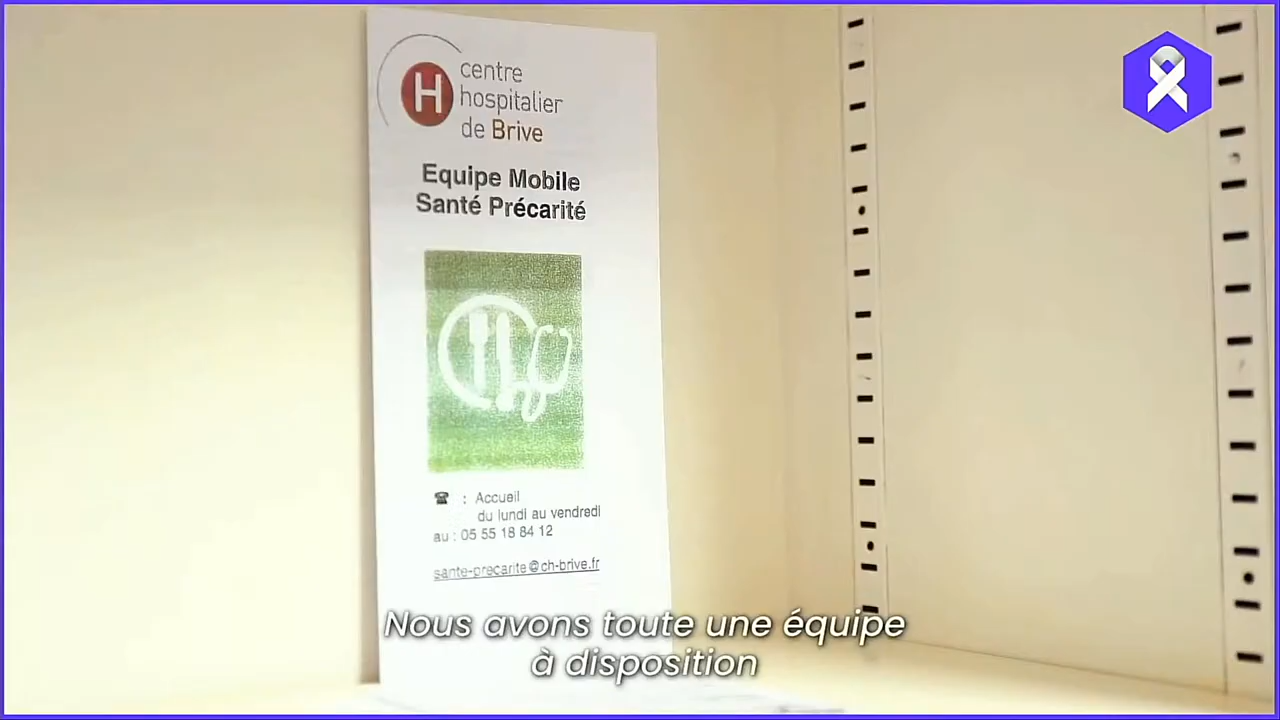 H
centre
hospitalier
de Brive
Equipe Mobile
Santé Précarité
☎ : Accueil
du lundi au vendredi
au : 05 55 18 84 12
sante-precarite@ch-brive.fr
Nous avons toute une équipe
à disposition